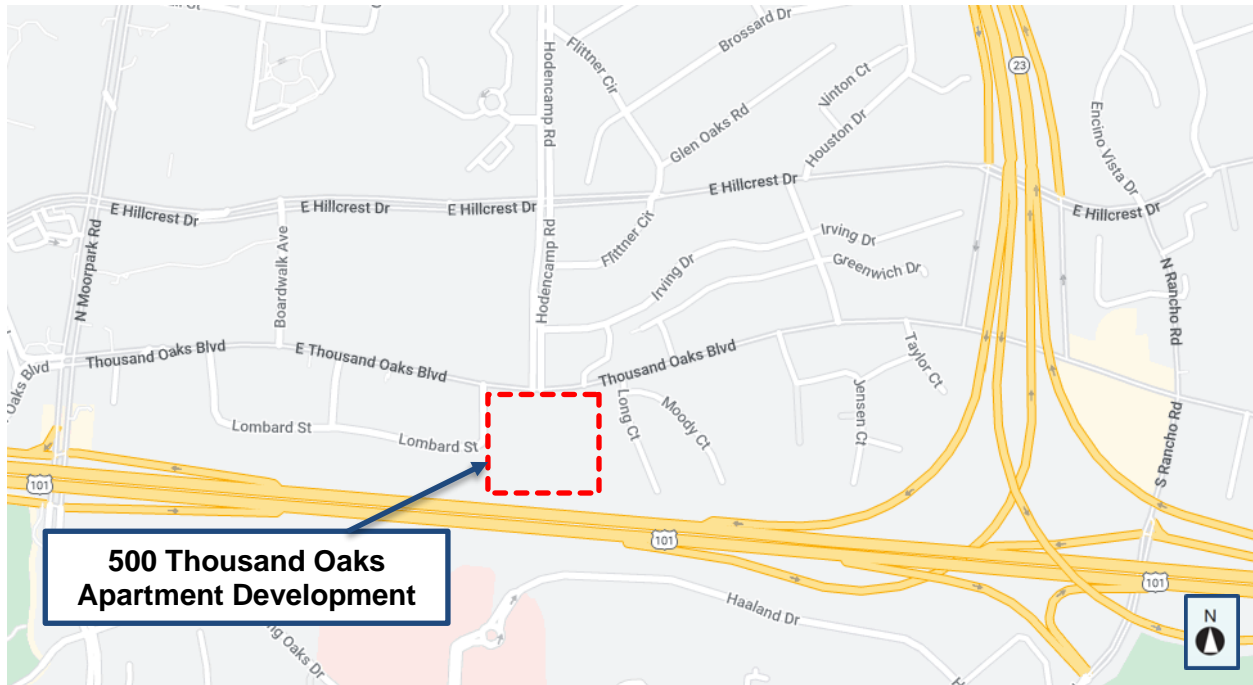 Brossard Dr
Hodencamp Rd
Flittner Cir
23
Vinton Ct
Glen Oaks Rd
Houston Dr
Encino Vista Dr
E Hillcrest Dr
E Hillcrest Dr
E Hillcrest Dr
E Hillcrest Dr
E Hillcrest Dr
N Moorpark Rd
Boardwalk Ave
Hodencamp Rd
Flittner Cir
Irving Dr
Irving Dr
Greenwich Dr
N Rancho Rd
Thousand Oaks Blvd
E Thousand Oaks Blvd
Thousand Oaks Blvd
Oaks Blvd
Taylor Ct
Long Ct
Moody Ct
Jensen Ct
Lombard St
Lombard St
S Rancho Rd
101
101
101
500 Thousand Oaks
Apartment Development
Haaland Dr
Oaks Dr
N